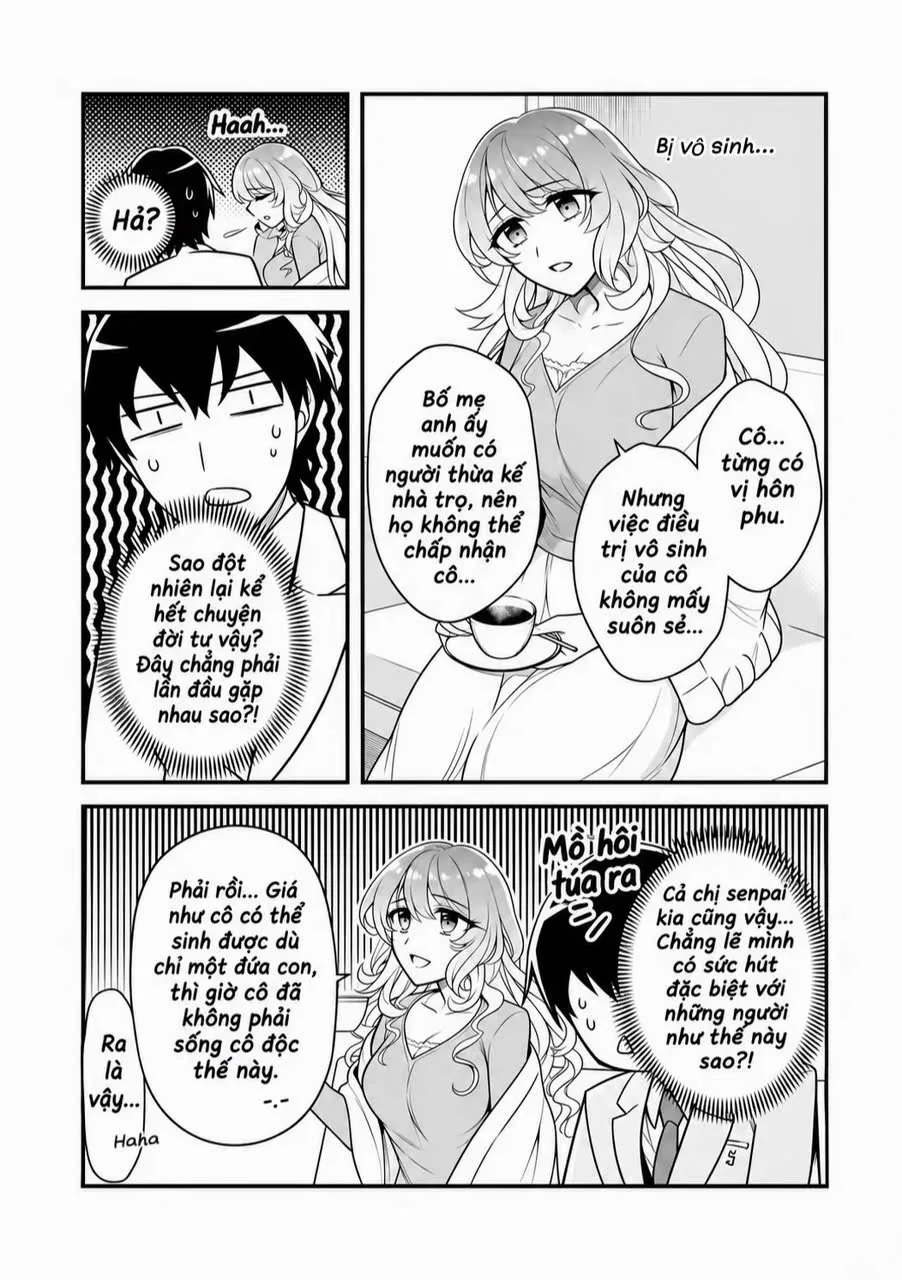 Bị vô sinh...
Cô...
từng có
vị hôn
phu.
Nhưng
việc điều
trị vô sinh
của cô
không mấy
suôn sẻ...
Bố mẹ
anh ấy
muốn có
người thừa kế
nhà trọ, nên
họ không thể
chấp nhận
cô...
Haah...
Hả?
Sao đột
nhiên lại kể
hết chuyện
đời tư vậy?
Đây chẳng phải
lần đầu gặp
nhau sao?!
Cả chị senpai
kia cũng vậy...
Chẳng lẽ mình
có sức hút
đặc biệt với
những người
như thế này
sao?!
Mồ hôi
túa ra
Phải rồi... Giá
như cô có thể
sinh được dù
chỉ một đứa con,
thì giờ cô đã
không phải
sống cô độc
thế này.
-.-
Ra
là
vậy...
Haha